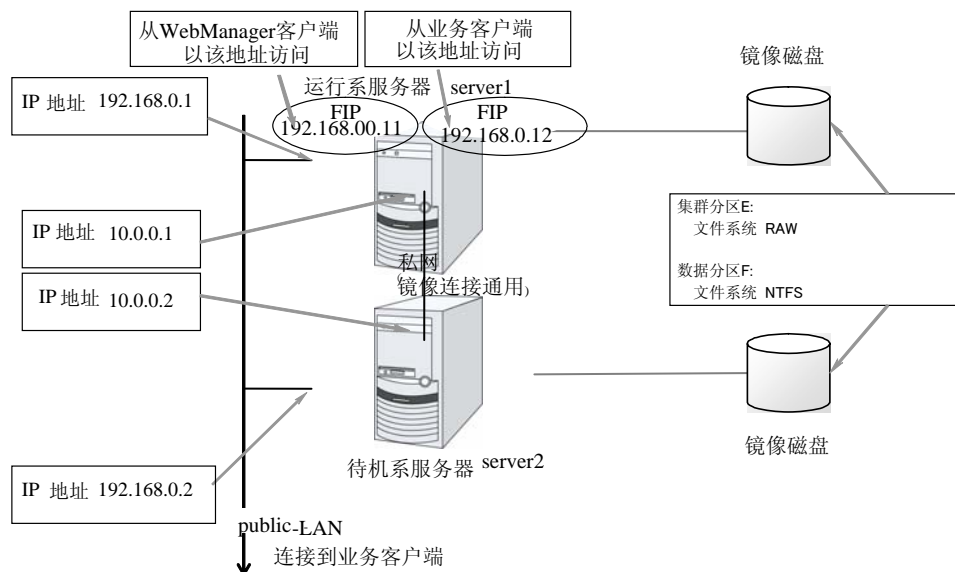 从WebManager客户端
以该地址访问
从业务客户端
以该地址访问
镜像磁盘
运行系服务器 server1
IP 地址 192.168.0.1
FIP
192.168.00.11
FIP
192.168.0.12
集群分区E:
文件系统 RAW
数据分区F:
文件系统 NTFS
IP 地址 10.0.0.1
私网
(镜像连接通用)
IP 地址 10.0.0.2
镜像磁盘
待机系服务器 server2
IP 地址 192.168.0.2
public-LAN
连接到业务客户端